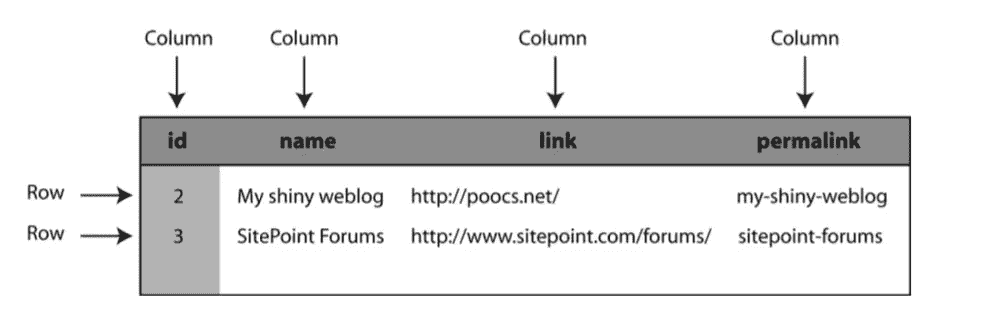 Column Column Column Column
id name link permalink
Row 2 My shiny weblog http://poocs.net/ my-shiny-weblog
Row 3 SitePoint Forums http://www.sitepoint.com/forums/ sitepoint-forums